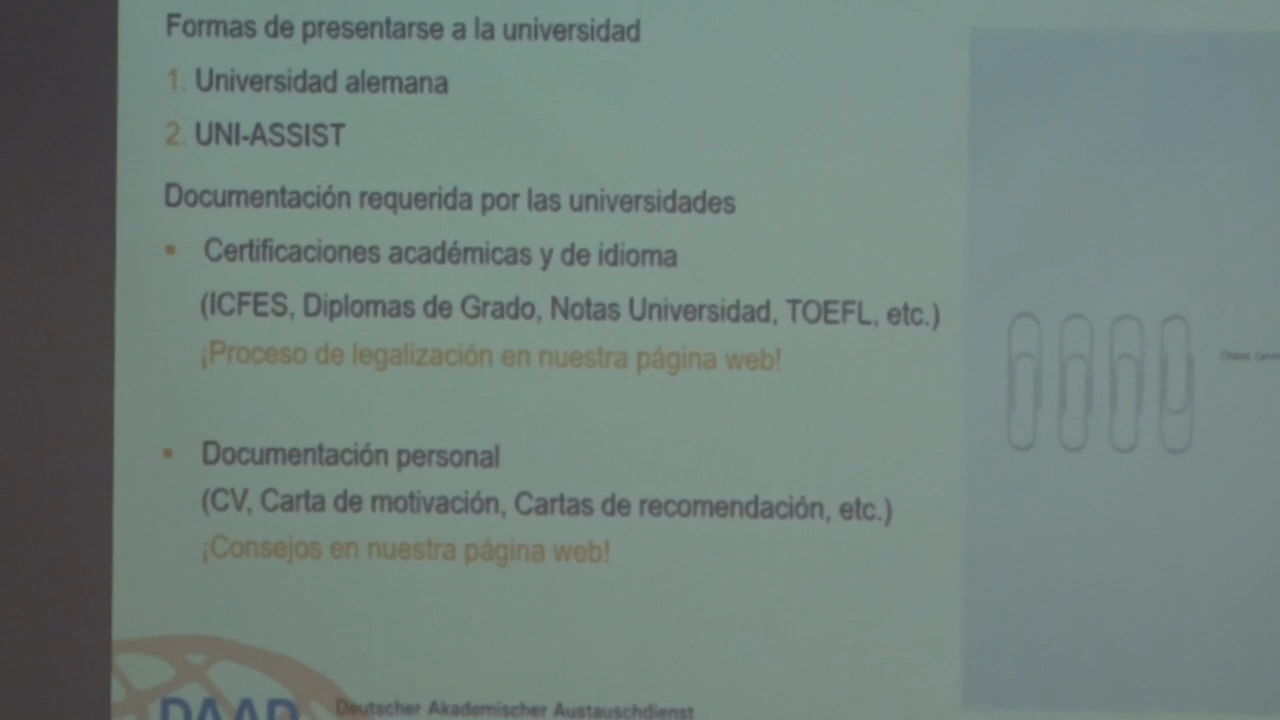 Formas de presentarse a la universidad
1. Universidad alemana
2. UNI-ASSIST
Documentación requerida por las universidades
▪ Certificaciones académicas y de idioma
(ICFES, Diplomas de Grado, Notas Universidad, TOEFL, etc.)
¡Proceso de legalización en nuestra página web!
▪ Documentación personal
(CV, Carta de motivación, Cartas de recomendación, etc.)
¡Consejos en nuestra página web!
DAAD Deutscher Akademischer Austauschdienst